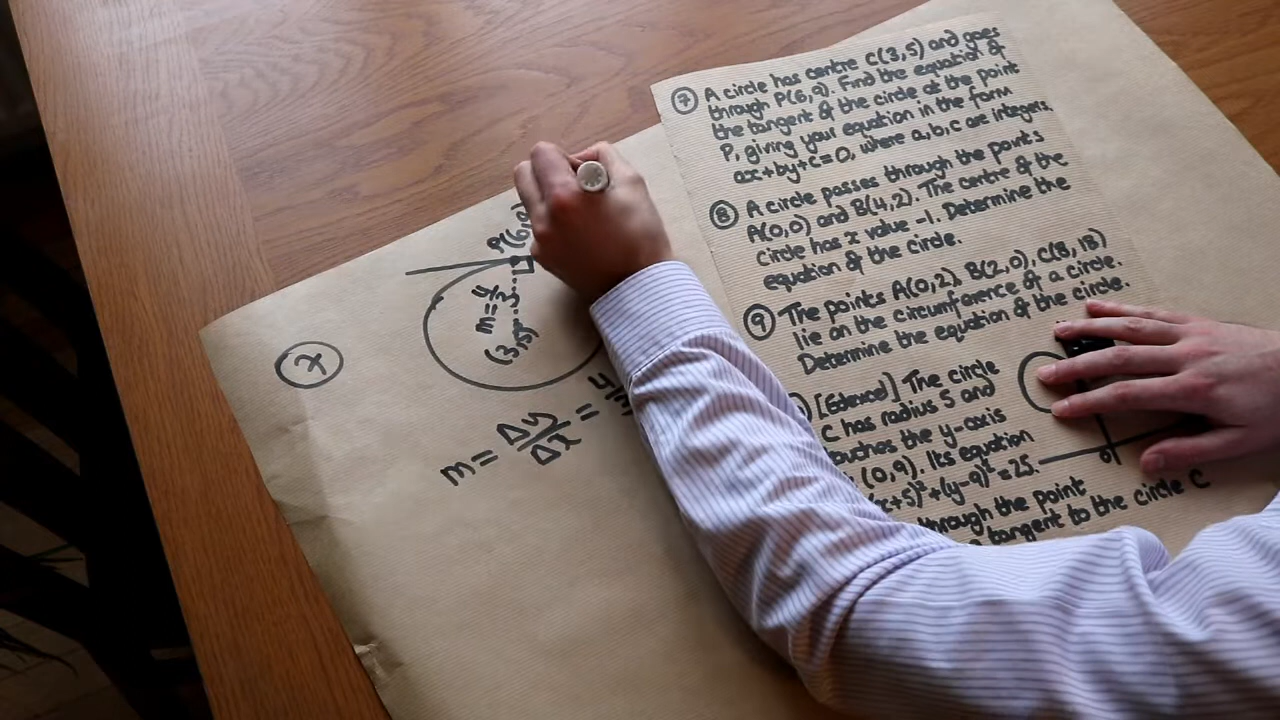 7
P(6,9
m=4/3
(3,5)
m = Δy/Δx = 4/3
7 A circle has centre C(3,5) and goes
through P(6,9). Find the equation of
the tangent of the circle at the point
P, giving your equation in the form
ax+by+c=0, where a,b,c are integers.
8 A circle passes through the points
A(0,0) and B(4,2). The centre of the
circle has x value -1. Determine the
equation of the circle.
9 The points A(0,2), B(2,0), C(8,18)
lie on the circumference of a circle.
Determine the equation of the circle.
[Edexcel] The circle
C has radius 5 and
touches the y-axis
(0,9). Its equation
(x+5)²+(y-9)²=25.
through the point
tangent to the circle C